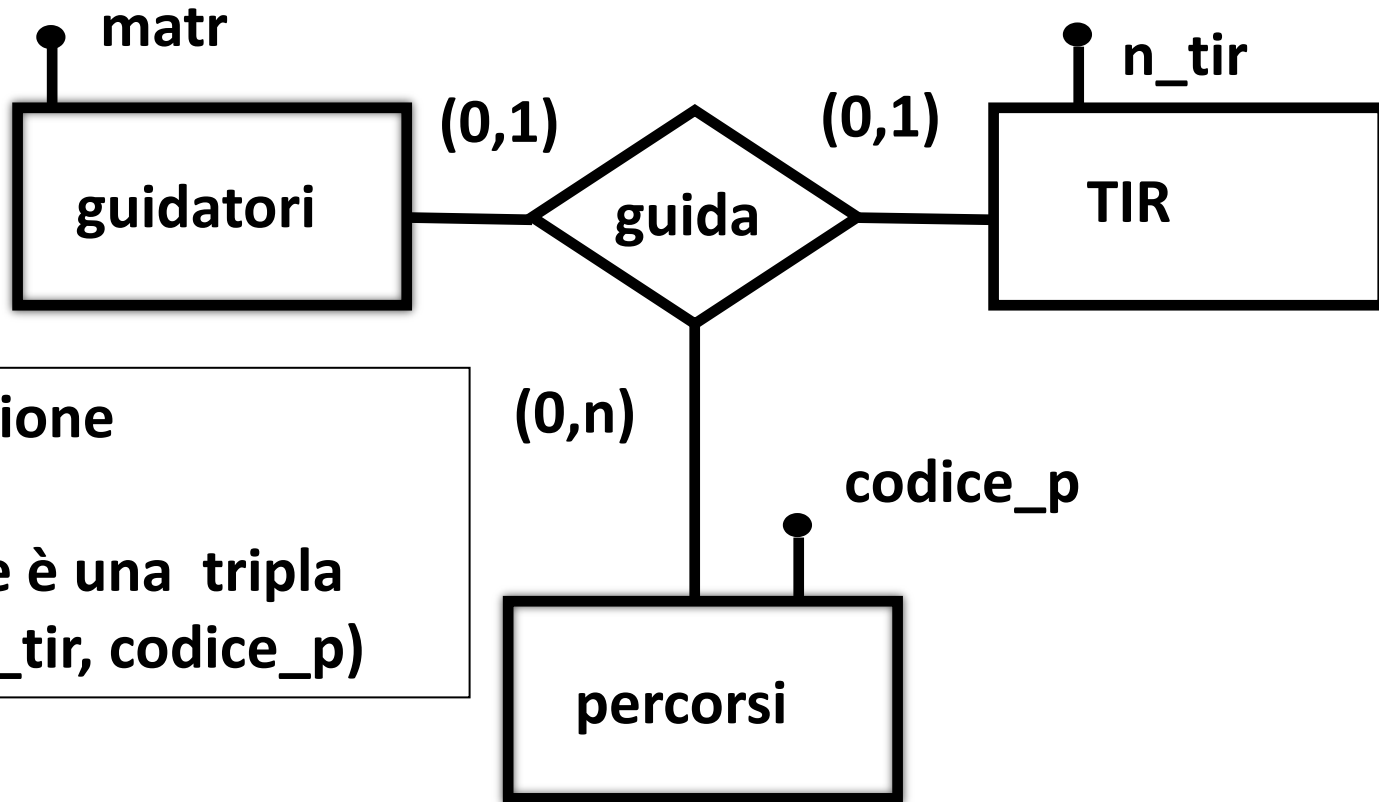 matr
n_tir
(0,1)
(0,1)
guidatori
guida
TIR
(0,n)
ione
e è una tripla
_tir, codice_p)
codice_p
percorsi